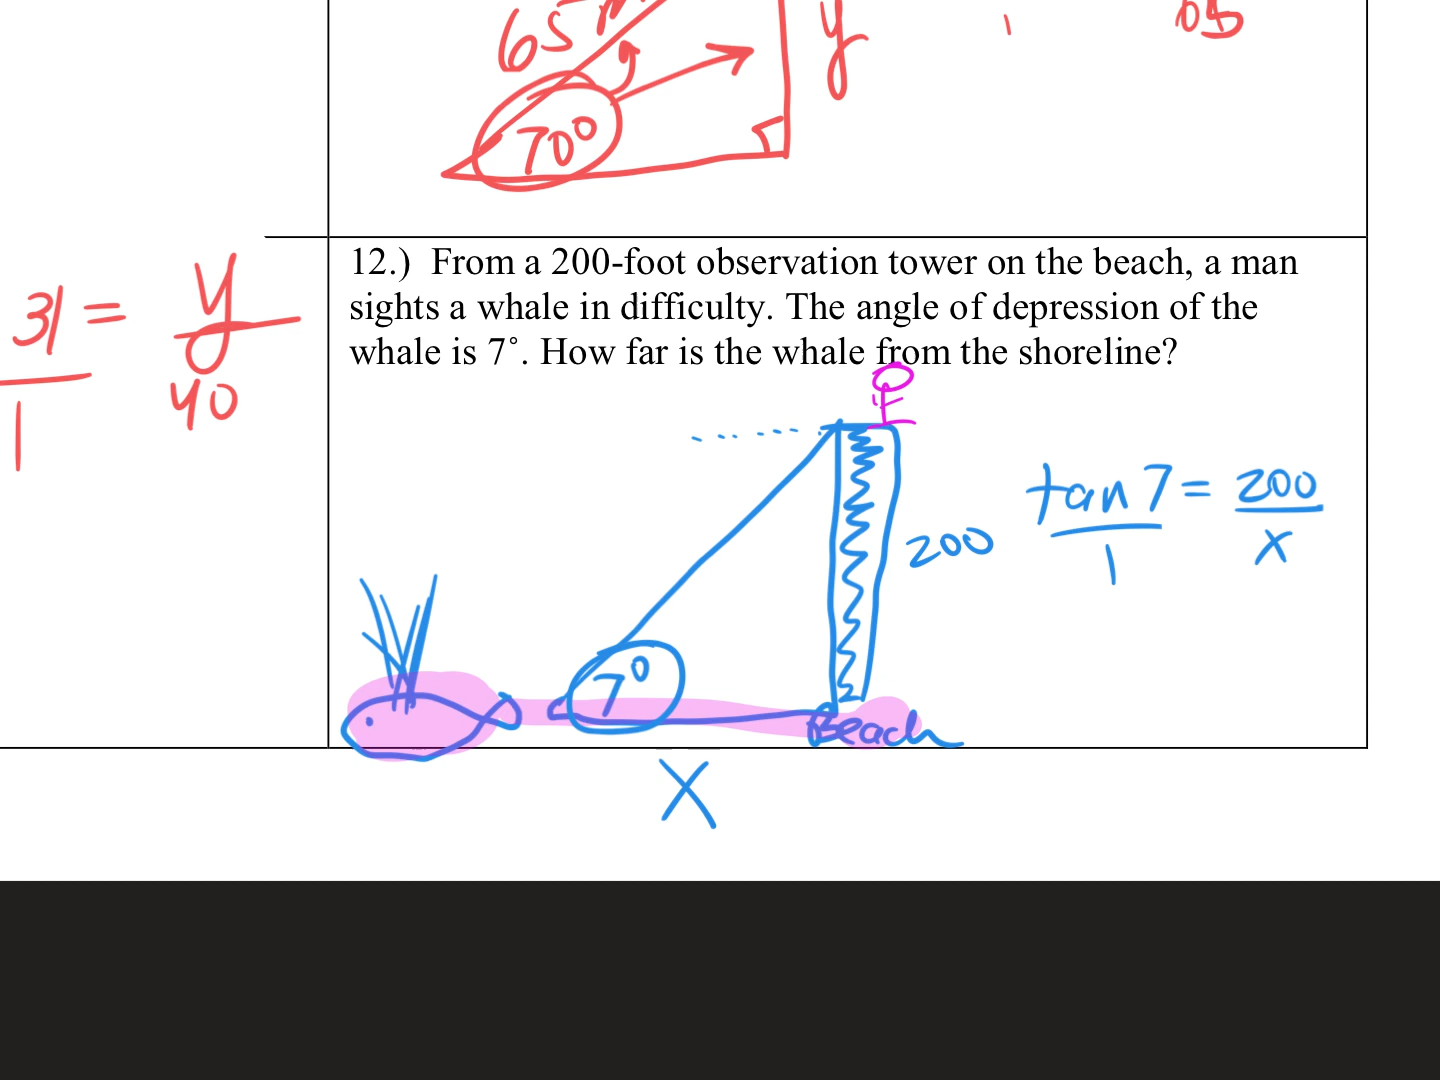 65 m
y
70°
31 = y
1 40
12.) From a 200-foot observation tower on the beach, a man
sights a whale in difficulty. The angle of depression of the
whale is 7˚. How far is the whale from the shoreline?
tan 7 = 200
1 x
200
7°
Beach
x